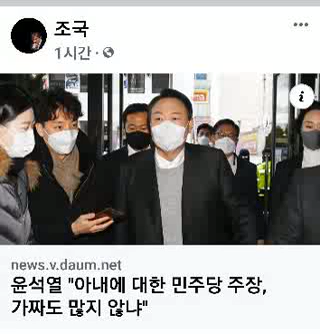 조국
1시간
news.v.daum.net
윤석열 "아내에 대한 민주당 주장,
가짜도 많지 않냐"